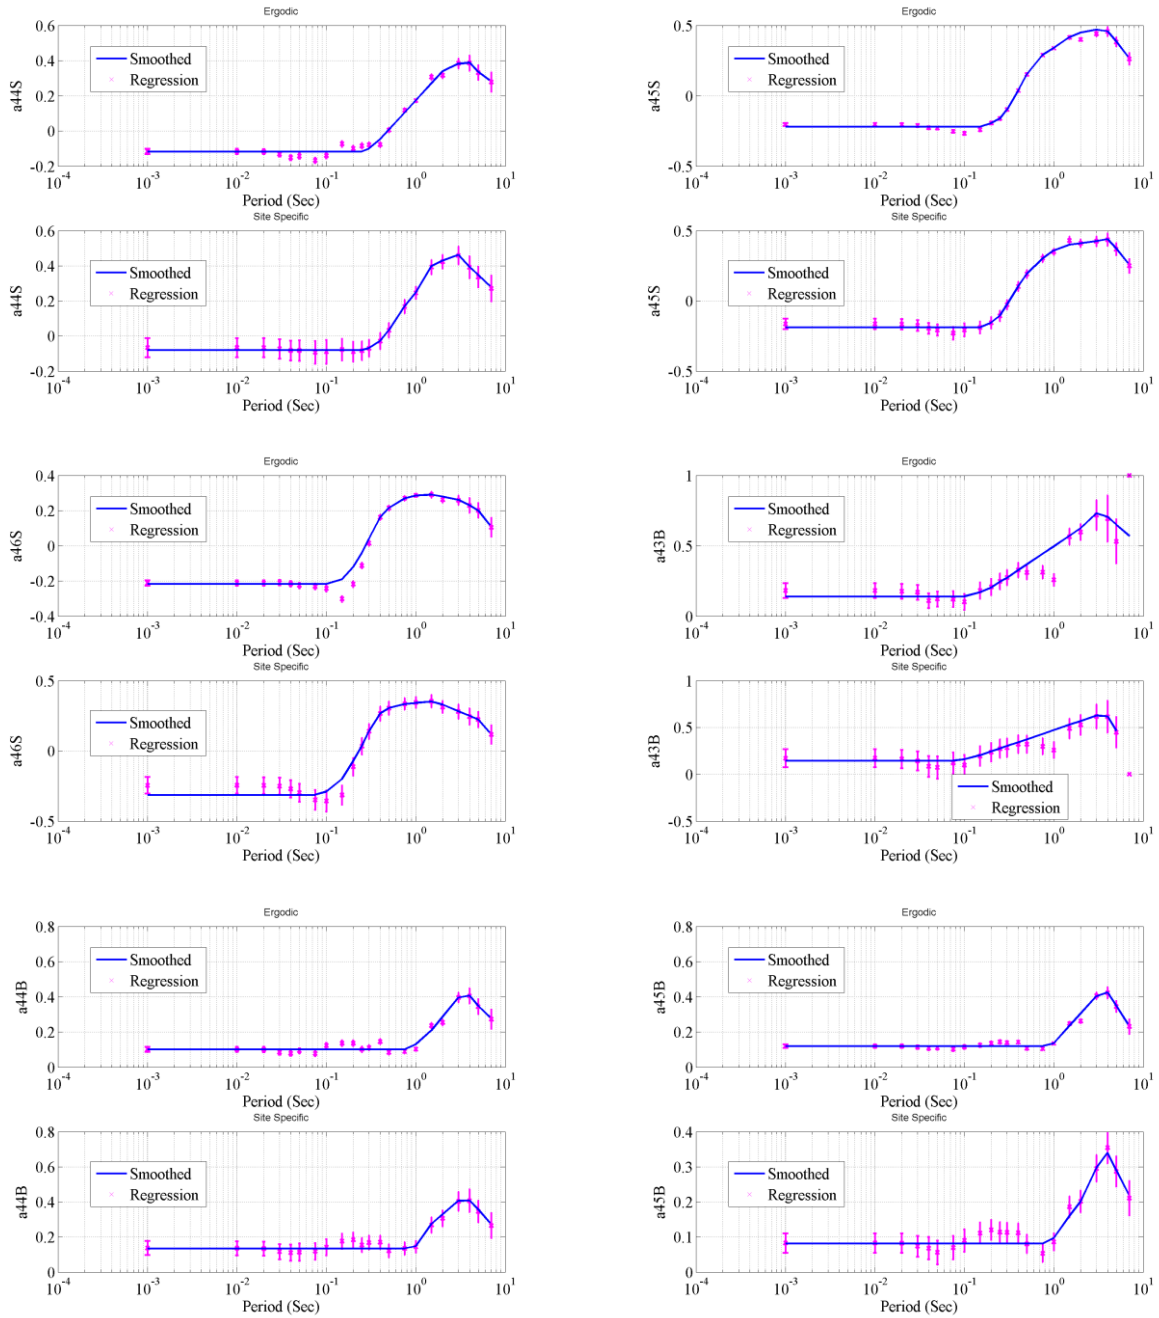 Ergodic
0.6
0.4
0.2
0
-0.2
a44S
Smoothed
Regression
10^-4 10^-3 10^-2 10^-1 10^0 10^1
Period (Sec)
Site Specific
0.6
0.4
0.2
0
-0.2
a44S
Smoothed
Regression
10^-4 10^-3 10^-2 10^-1 10^0 10^1
Period (Sec)
Ergodic
0.5
0
-0.5
a45S
Smoothed
Regression
10^-4 10^-3 10^-2 10^-1 10^0 10^1
Period (Sec)
Site Specific
0.5
0
-0.5
a45S
Smoothed
Regression
10^-4 10^-3 10^-2 10^-1 10^0 10^1
Period (Sec)
Ergodic
0.4
0.2
0
-0.2
-0.4
a46S
Smoothed
Regression
10^-4 10^-3 10^-2 10^-1 10^0 10^1
Period (Sec)
Site Specific
0.5
0
-0.5
a46S
Smoothed
Regression
10^-4 10^-3 10^-2 10^-1 10^0 10^1
Period (Sec)
Ergodic
1
0.5
0
a43B
Smoothed
Regression
10^-4 10^-3 10^-2 10^-1 10^0 10^1
Period (Sec)
Site Specific
1
0.5
0
-0.5
a43B
Smoothed
Regression
10^-4 10^-3 10^-2 10^-1 10^0 10^1
Period (Sec)
Ergodic
0.8
0.6
0.4
0.2
0
a44B
Smoothed
Regression
10^-4 10^-3 10^-2 10^-1 10^0 10^1
Period (Sec)
Site Specific
0.8
0.6
0.4
0.2
0
a44B
Smoothed
Regression
10^-4 10^-3 10^-2 10^-1 10^0 10^1
Period (Sec)
Ergodic
0.8
0.6
0.4
0.2
0
a45B
Smoothed
Regression
10^-4 10^-3 10^-2 10^-1 10^0 10^1
Period (Sec)
Site Specific
0.4
0.3
0.2
0.1
0
a45B
Smoothed
Regression
10^-4 10^-3 10^-2 10^-1 10^0 10^1
Period (Sec)